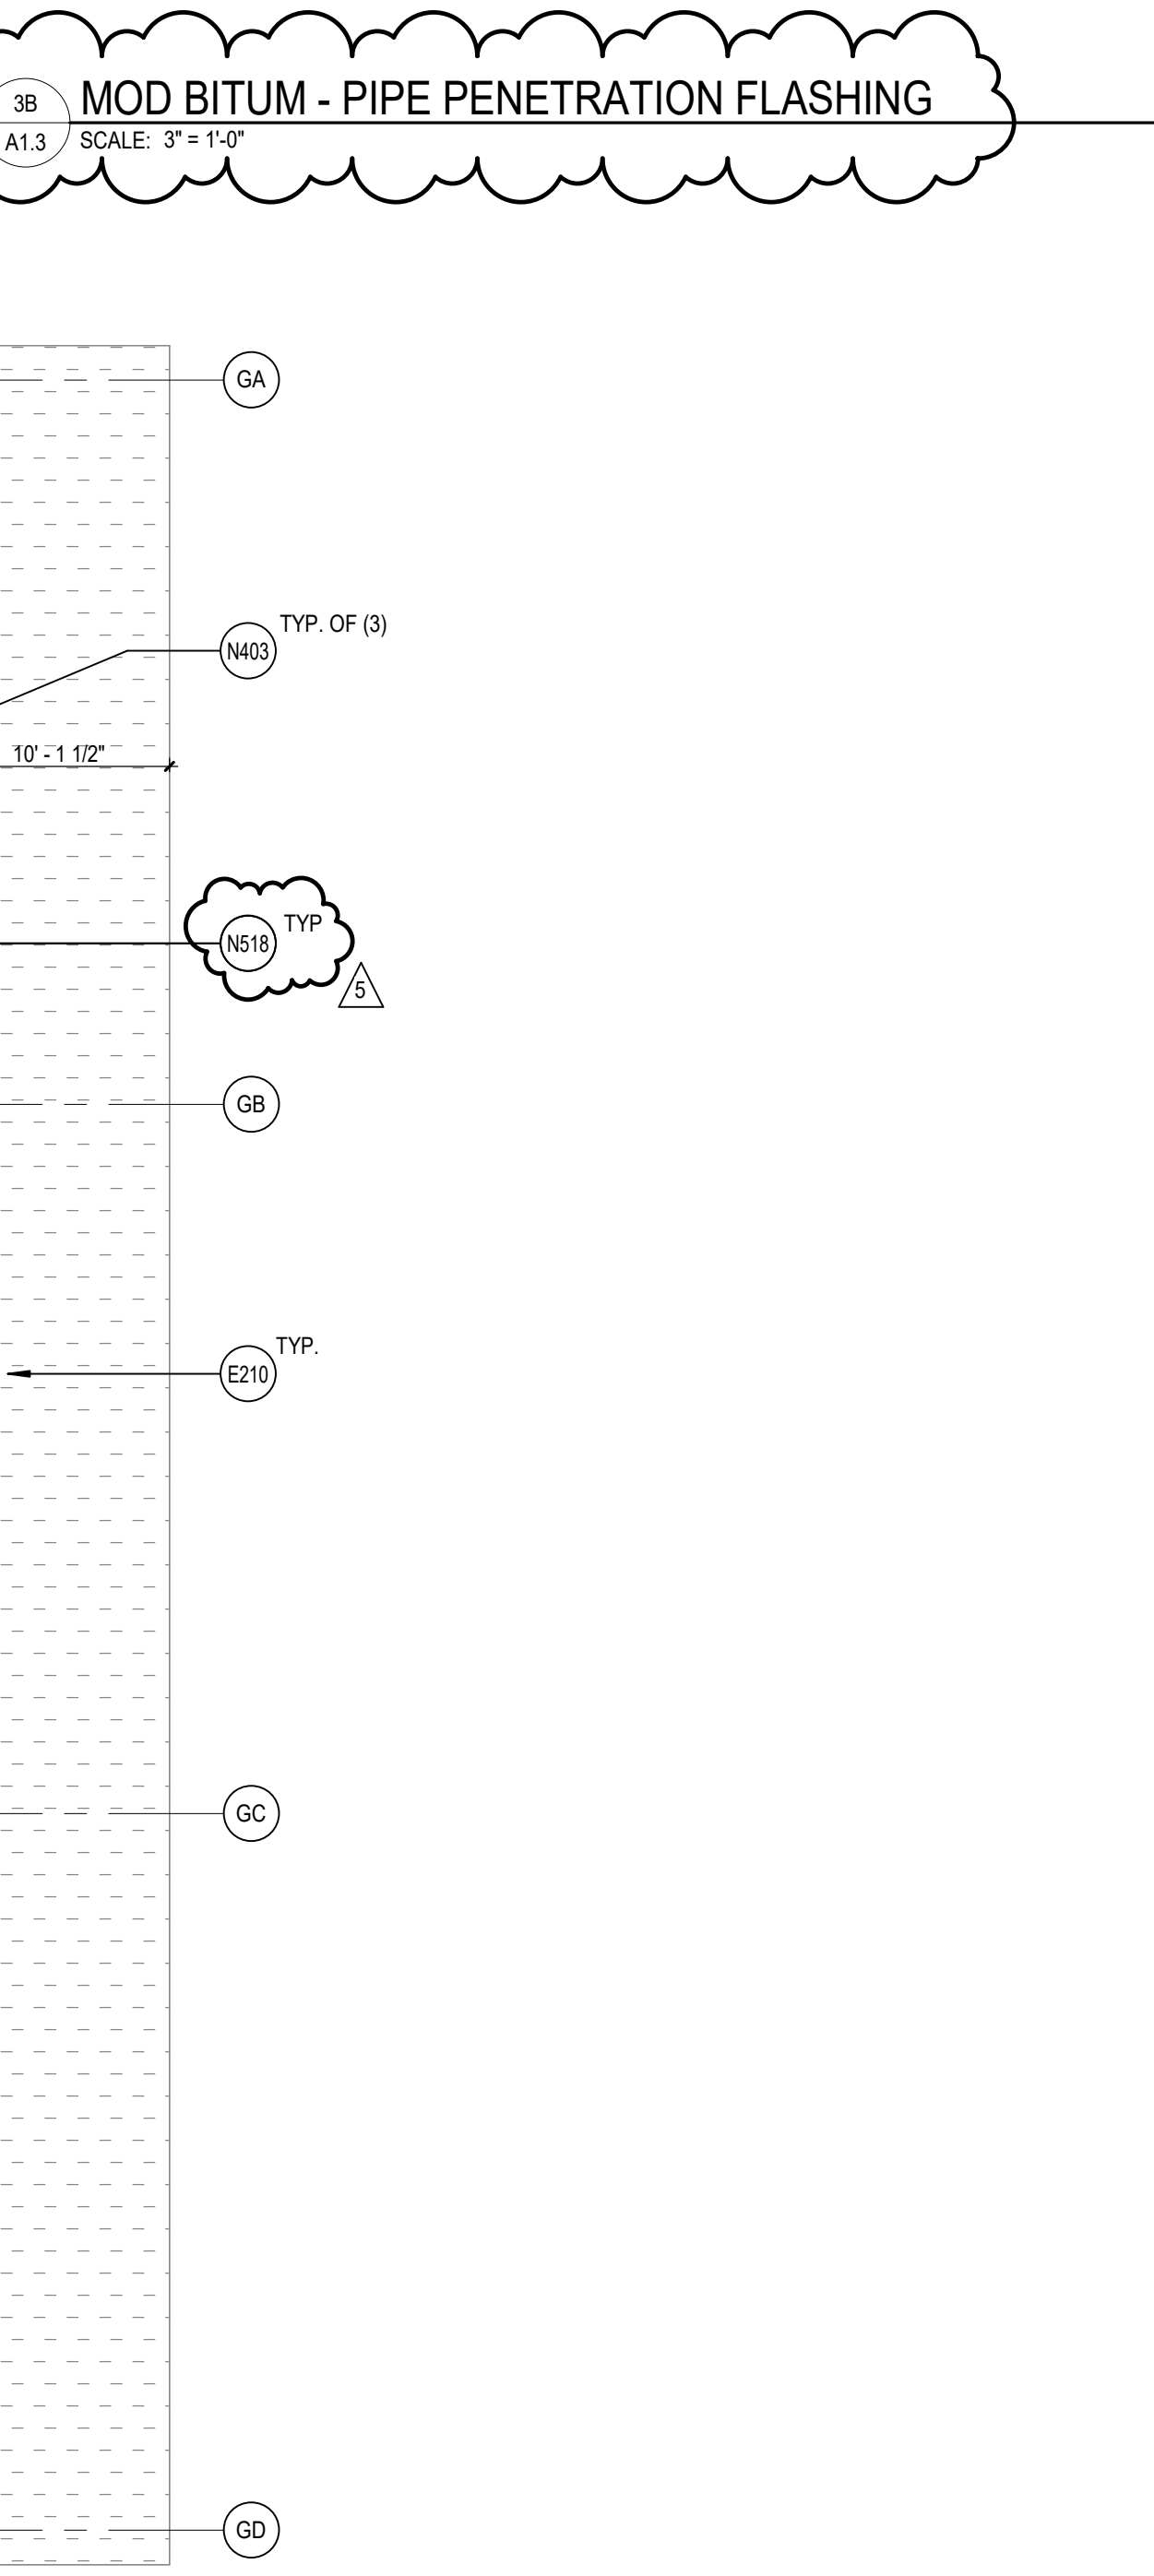 3B
MOD BITUM - PIPE PENETRATION FLASHING
A1.3
SCALE: 3" = 1'-0"
GA
TYP. OF (3)
N403
10' - 1 1/2"
TYP
N518
5
GB
TYP.
E210
GC
GD